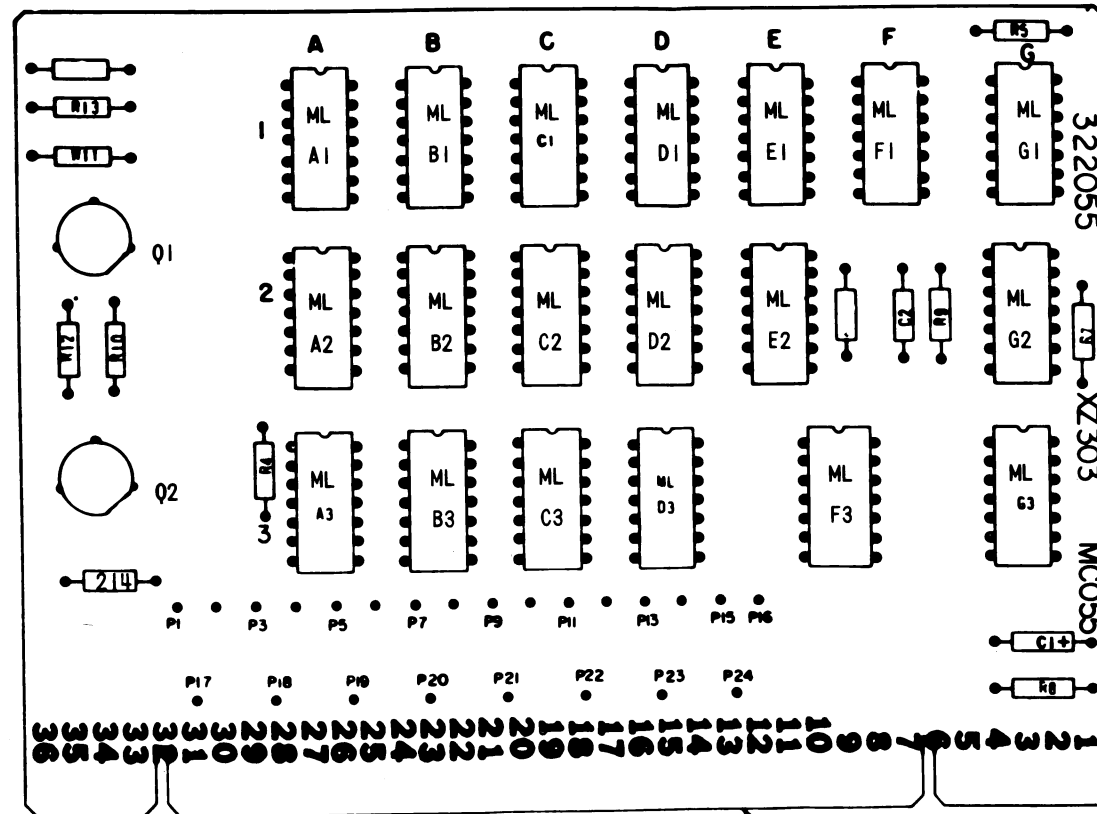 A B C D E F G
R5
R13
R11
1
ML A1
ML B1
ML C1
ML D1
ML E1
ML F1
ML G1
322055
Q1
2
ML A2
ML B2
ML C2
ML D2
ML E2
C2
R9
ML G2
R12
R10
XZ303
R4
3
Q2
ML A3
ML B3
ML C3
ML D3
ML F3
ML G3
MC055
214
P1 P3 P5 P7 P9 P11 P13 P15 P16
C1+
P17 P18 P19 P20 P21 P22 P23 P24
R8
36 35 34 33 32 31 30 29 28 27 26 25 24 23 22 21 20 19 18 17 16 15 14 13 12 11 10 9 8 7 6 5 4 3 2 1